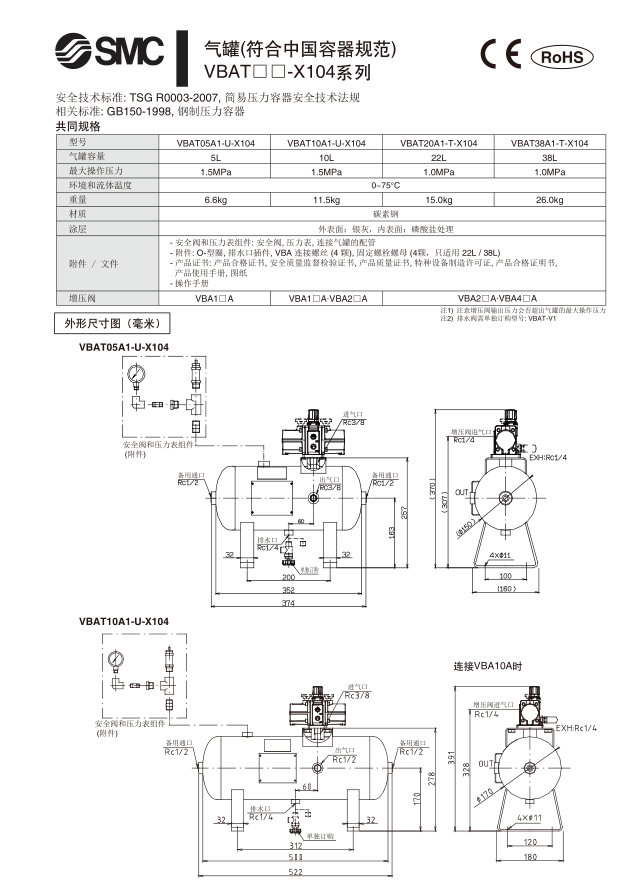 SMC
气罐(符合中国容器规范)
VBAT□□-X104系列
CE
RoHS
安全技术标准: TSG R0003-2007, 简易压力容器安全技术法规
相关标准: GB150-1998, 钢制压力容器
共同规格
型号 VBAT05A1-U-X104 VBAT10A1-U-X104 VBAT20A1-T-X104 VBAT38A1-T-X104
气罐容量 5L 10L 22L 38L
最大操作压力 1.5MPa 1.5MPa 1.0MPa 1.0MPa
环境和流体温度 0~75°C
重量 6.6kg 11.5kg 15.0kg 26.0kg
材质 碳素钢
涂层 外表面：银灰，内表面：磷酸盐处理
附件 / 文件
- 安全阀和压力表组件: 安全阀, 压力表, 连接气罐的配管
- 附件: O-型圈, 排水口插件, VBA 连接螺丝 (4 颗), 固定螺栓螺母 (4颗，只适用 22L / 38L)
- 产品证书: 产品合格证书, 安全质量监督检验证书, 产品质量证书, 特种设备制造许可证, 产品合格证明书,
产品使用手册, 图纸
- 操作手册
增压阀 VBA1□A VBA1□A·VBA2□A VBA2□A·VBA4□A
注1) 注意增压阀输出压力会否超出气罐的最大操作压力
注2) 排水阀需单独订购型号: VBAT-V1
外形尺寸图（毫米）
VBAT05A1-U-X104
安全阀和压力表组件
(附件)
进气口
Rc3/8
备用通口
Rc1/2
出气口
Rc3/8
备用通口
Rc1/2
60
排水口
Rc1/4
32
32
单独订购
200
352
374
163
257
增压阀进气口
Rc1/4
EXH:Rc1/4
(370)
(307)
OUT
(Φ150)
4XΦ11
100
(160)
VBAT10A1-U-X104
安全阀和压力表组件
(附件)
连接VBA10A时
进气口
Rc3/8
备用通口
Rc1/2
出气口
Rc1/2
备用通口
Rc1/2
60
排水口
Rc1/4
32
32
单独订购
312
500
522
170
278
增压阀进气口
Rc1/4
EXH:Rc1/4
391
328
OUT
Φ170
4XΦ11
120
180